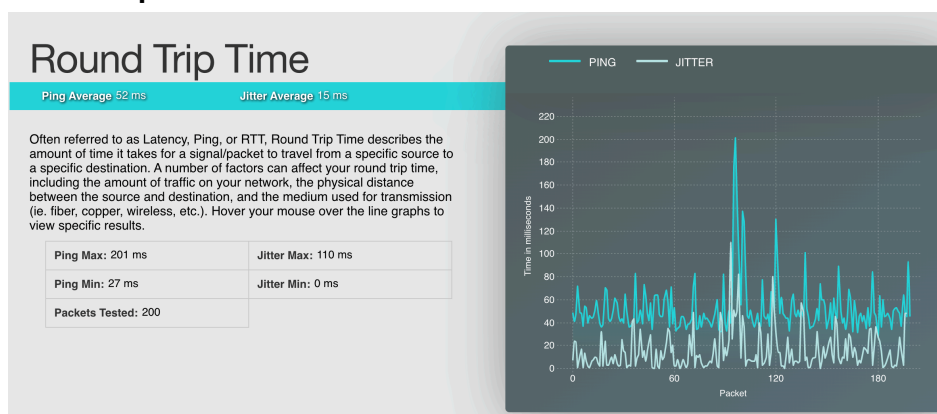 Round Trip Time
Ping Average 52 ms
Jitter Average 15 ms
Often referred to as Latency, Ping, or RTT, Round Trip Time describes the
amount of time it takes for a signal/packet to travel from a specific source to
a specific destination. A number of factors can affect your round trip time,
including the amount of traffic on your network, the physical distance
between the source and destination, and the medium used for transmission
(ie. fiber, copper, wireless, etc.). Hover your mouse over the line graphs to
view specific results.
Ping Max: 201 ms
Jitter Max: 110 ms
Ping Min: 27 ms
Jitter Min: 0 ms
Packets Tested: 200
PING
JITTER
Time in milliseconds
220
200
180
160
140
120
100
80
60
40
20
0
0
60
120
180
Packet